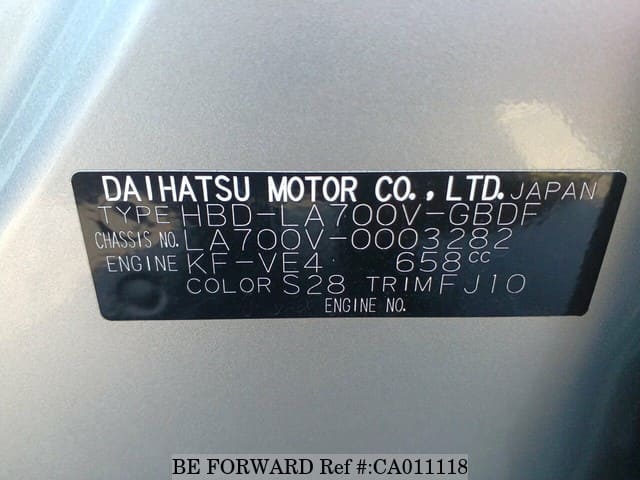 DAIHATSU MOTOR CO., LTD. JAPAN
TYPE HBD-LA700V-GBDF
CHASSIS NO. LA700V-0003282
ENGINE KF-VE4 658cc
COLOR S28 TRIM FJ10
ENGINE NO.
BE FORWARD Ref #:CA011118